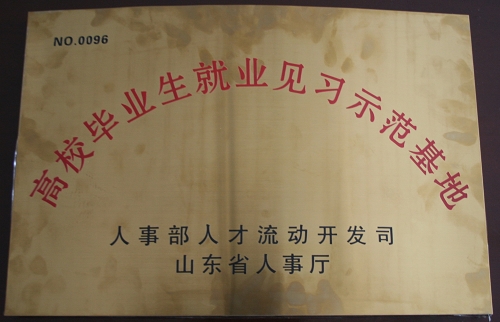 NO.0096
高校毕业生就业见习示范基地
人事部人才流动开发司
山东省人事厅